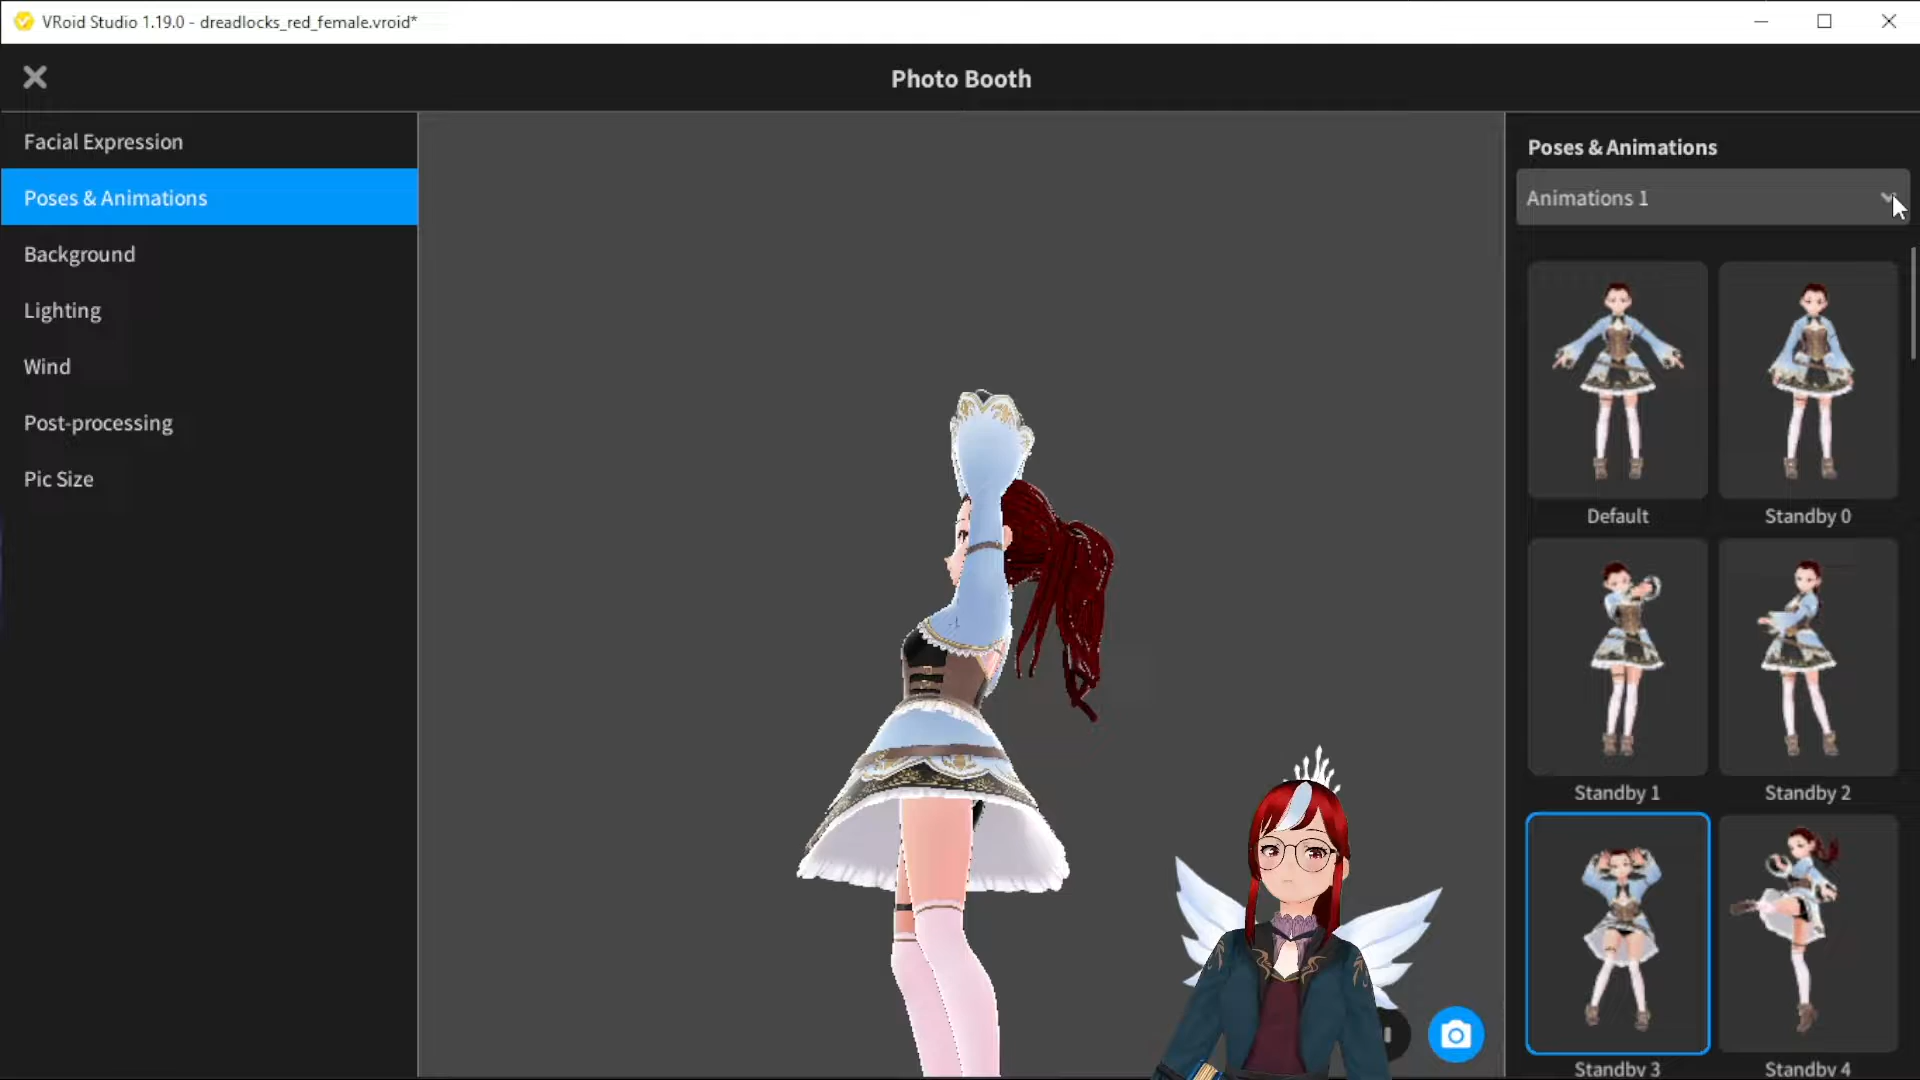 VRoid Studio 1.19.0 - dreadlocks_red_female.vroid*
Photo Booth
Facial Expression
Poses & Animations
Background
Lighting
Wind
Post-processing
Pic Size
Poses & Animations
Animations 1
Default
Standby 0
Standby 1
Standby 2
Standby 3
Standby 4